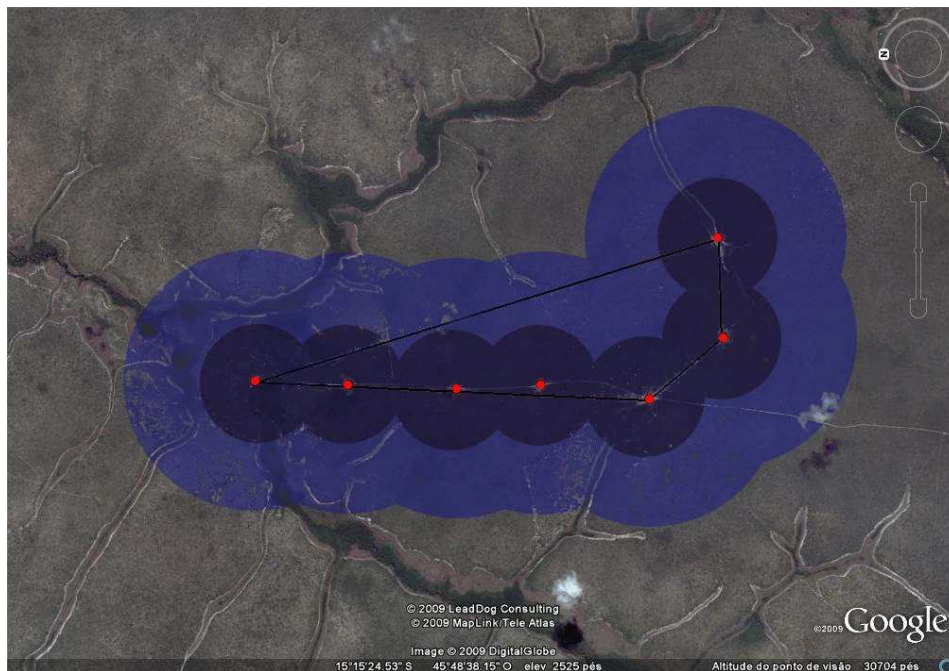 N
© 2009 LeadDog Consulting
© 2009 MapLink/Tele Atlas
Image © 2009 DigitalGlobe
©2009 Google
15°15'24.53" S 45°48'38.15" O elev 2525 pés Altitude do ponto de visão 30704 pés